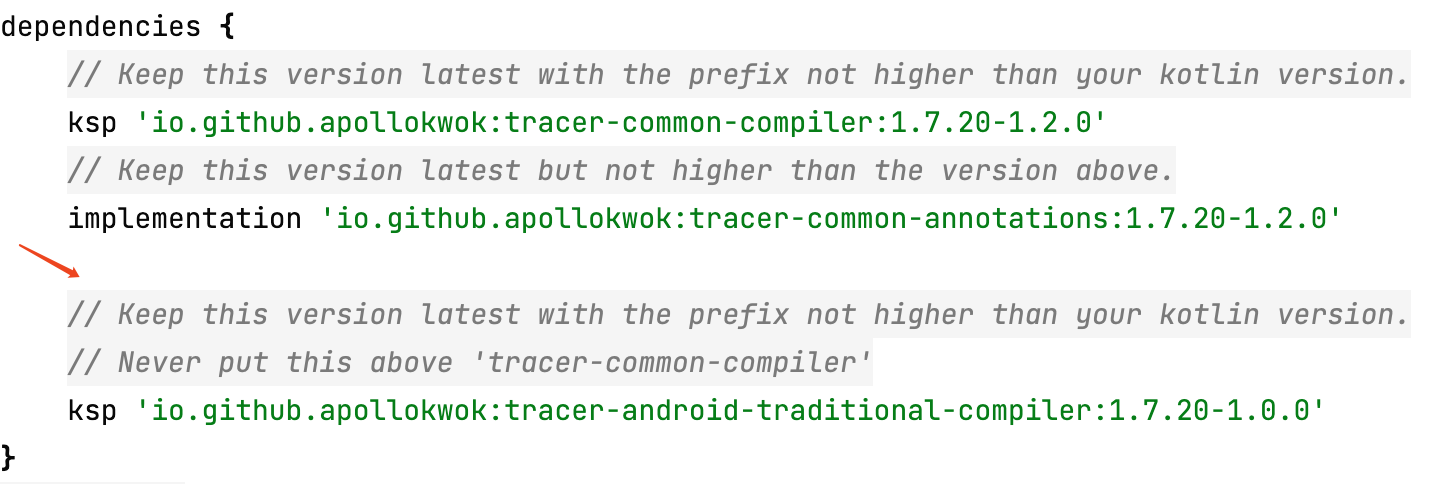 dependencies {
// Keep this version latest with the prefix not higher than your kotlin version.
ksp 'io.github.apollokwok:tracer-common-compiler:1.7.20-1.2.0'
// Keep this version latest but not higher than the version above.
implementation 'io.github.apollokwok:tracer-common-annotations:1.7.20-1.2.0'
// Keep this version latest with the prefix not higher than your kotlin version.
// Never put this above 'tracer-common-compiler'
ksp 'io.github.apollokwok:tracer-android-traditional-compiler:1.7.20-1.0.0'
}